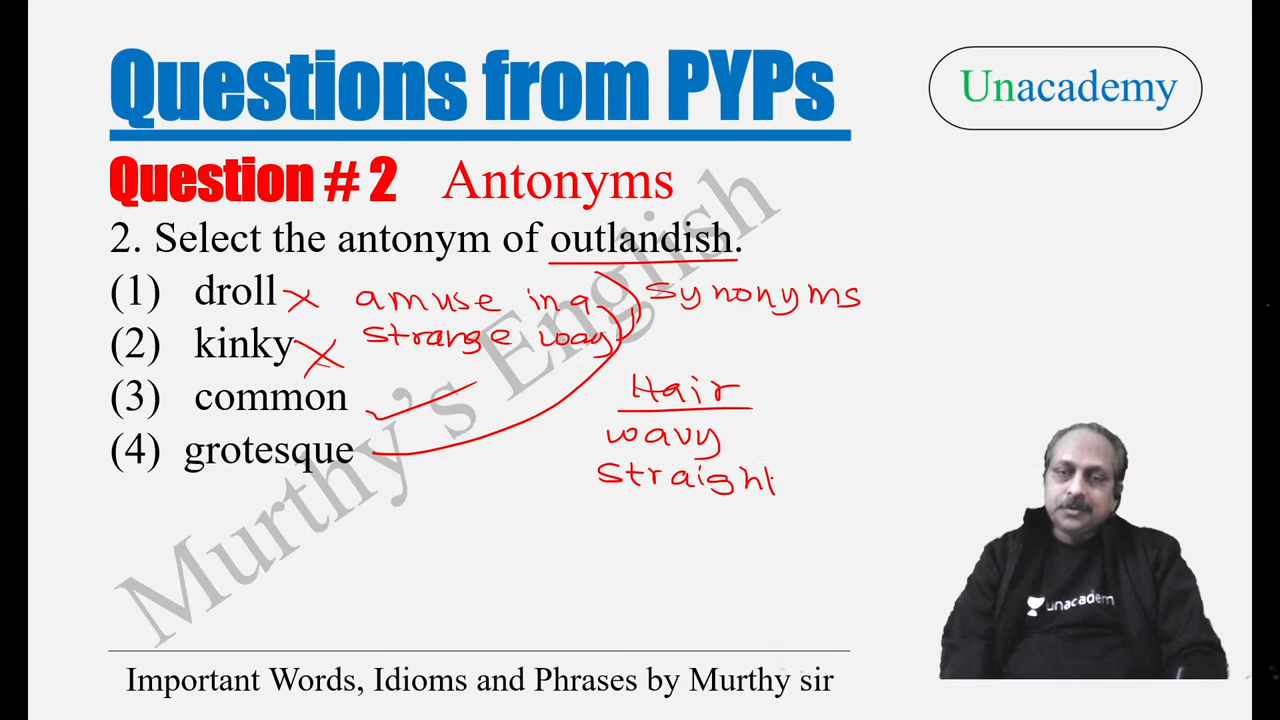 Questions from PYPs
Unacademy
Question # 2 Antonyms
2. Select the antonym of outlandish.
(1) droll x amuse in a synonyms
strange way
(2) kinky x
(3) common
Hair
(4) grotesque
wavy
straight
Murthy's English
unacadem
Important Words, Idioms and Phrases by Murthy sir